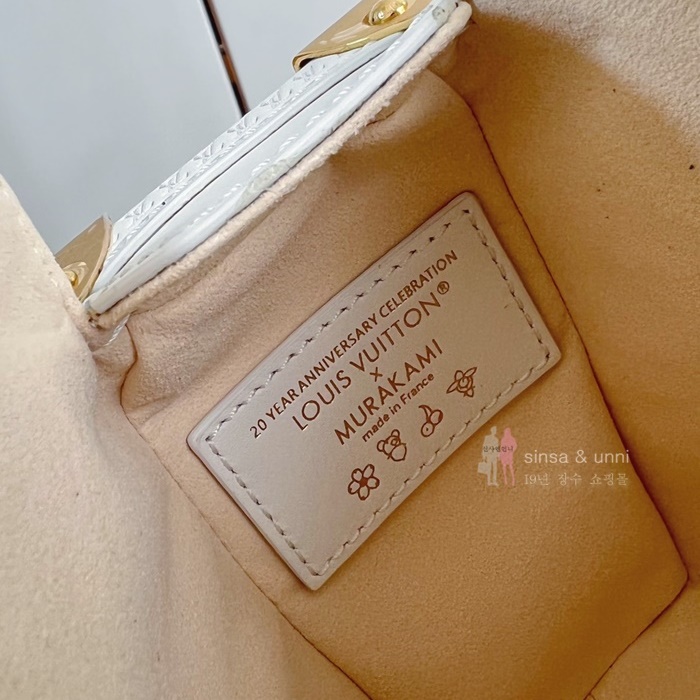 20 YEAR ANNIVERSARY CELEBRATION
LOUIS VUITTON®
×
MURAKAMI
made in France
sinsa & unni
19년 장수 쇼핑몰